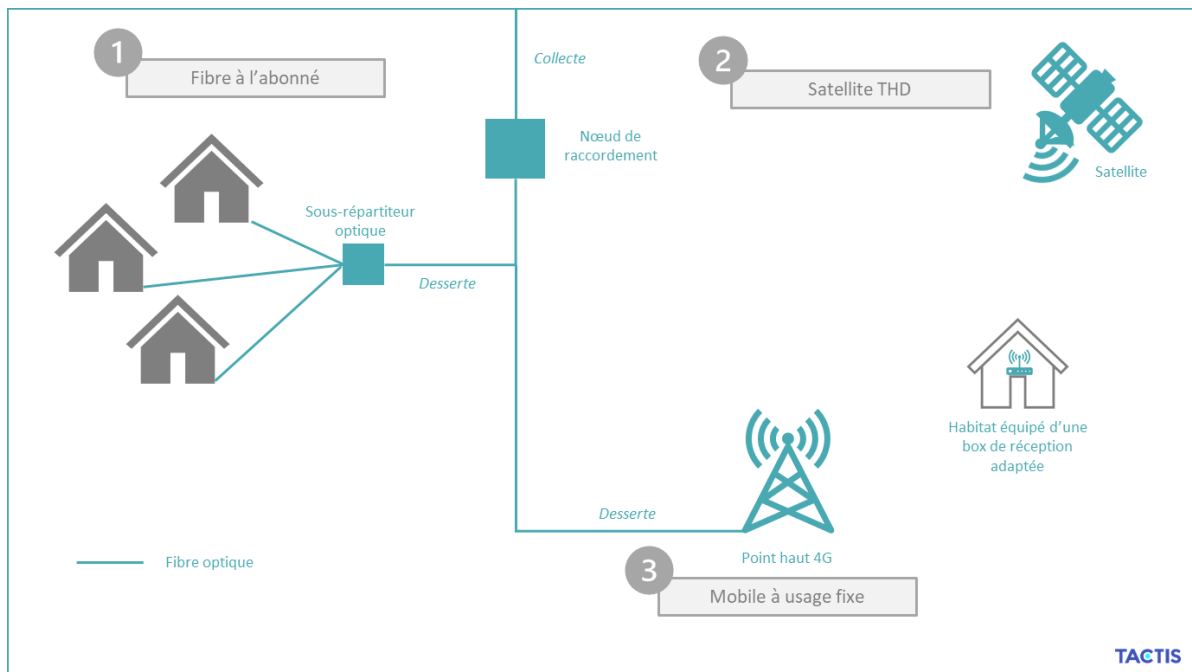 1
Fibre à l’abonné
Collecte
2
Satellite THD
Nœud de
raccordement
Satellite
Sous-répartiteur
optique
Desserte
Habitat équipé d’une
box de réception
adaptée
Desserte
Fibre optique
Point haut 4G
3
Mobile à usage fixe
TACTIS